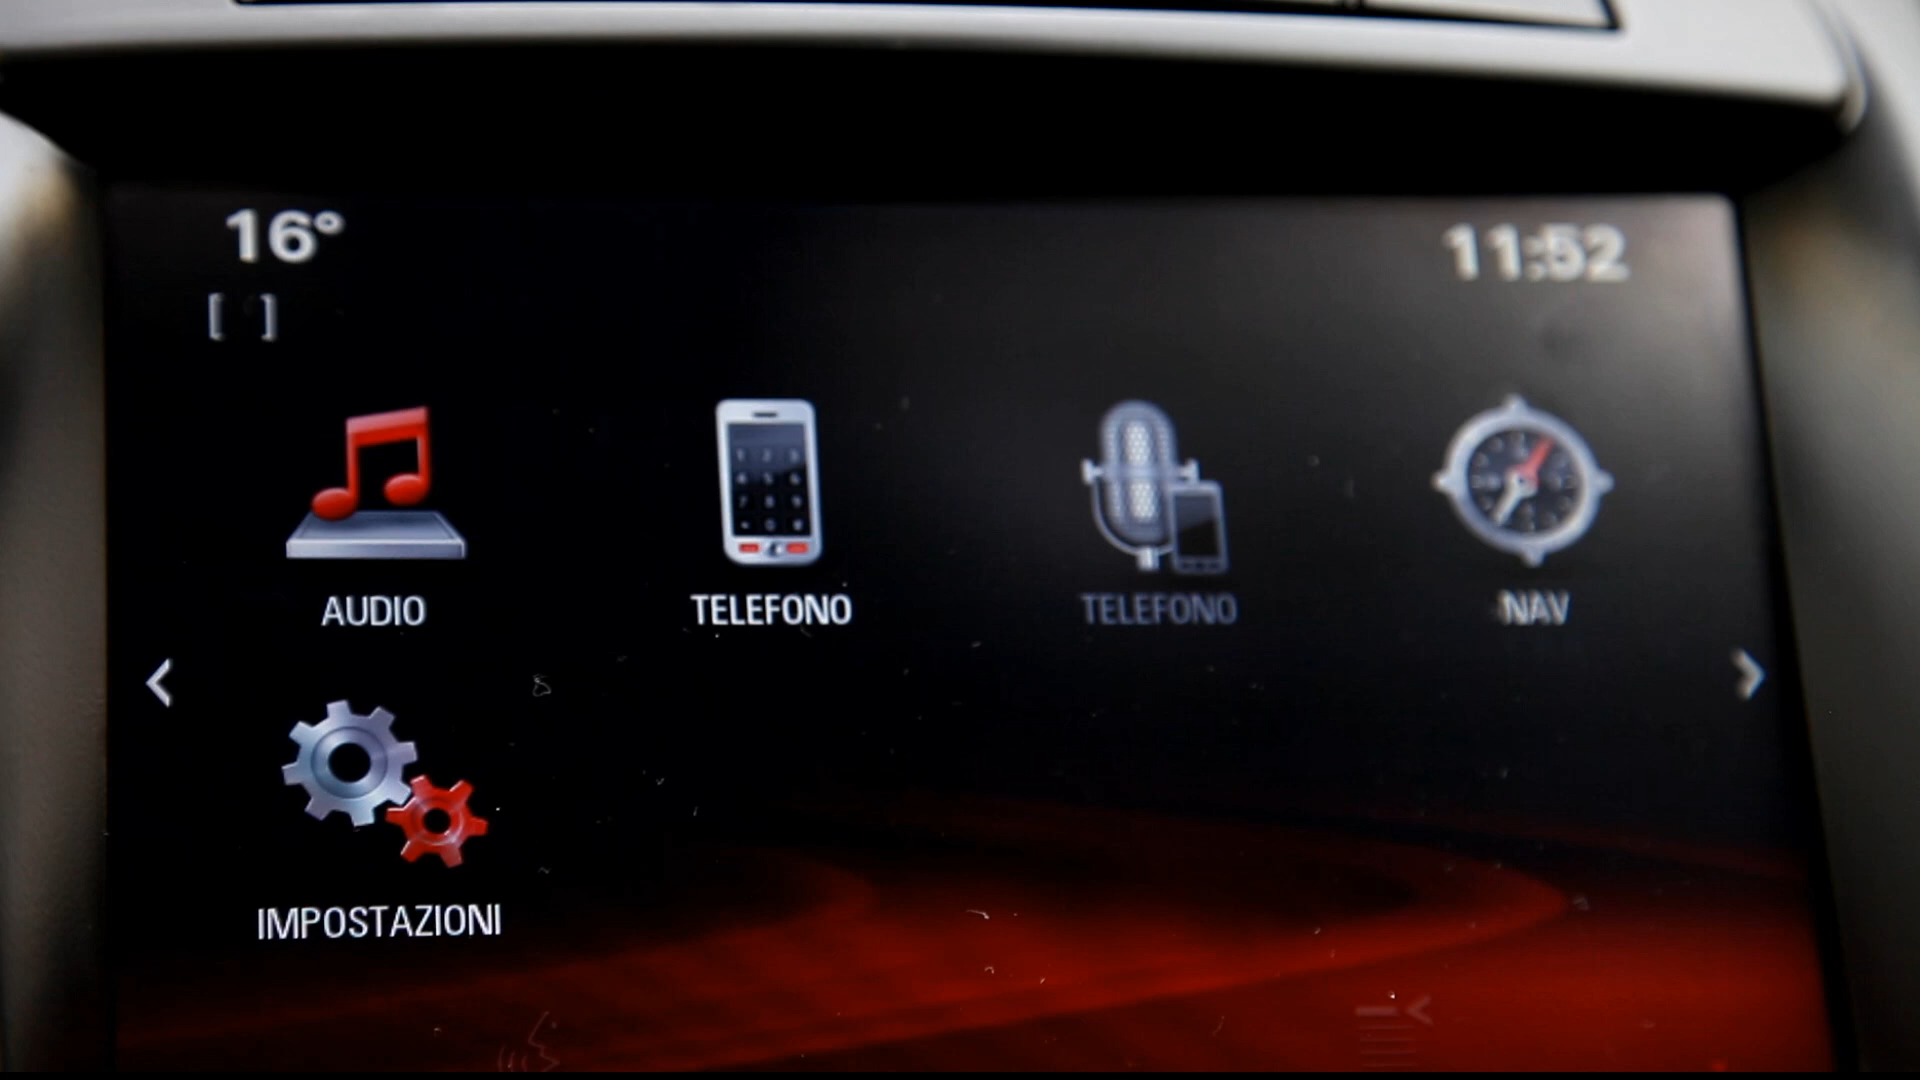 16° 11:52
[ ]
AUDIO TELEFONO TELEFONO NAV
IMPOSTAZIONI